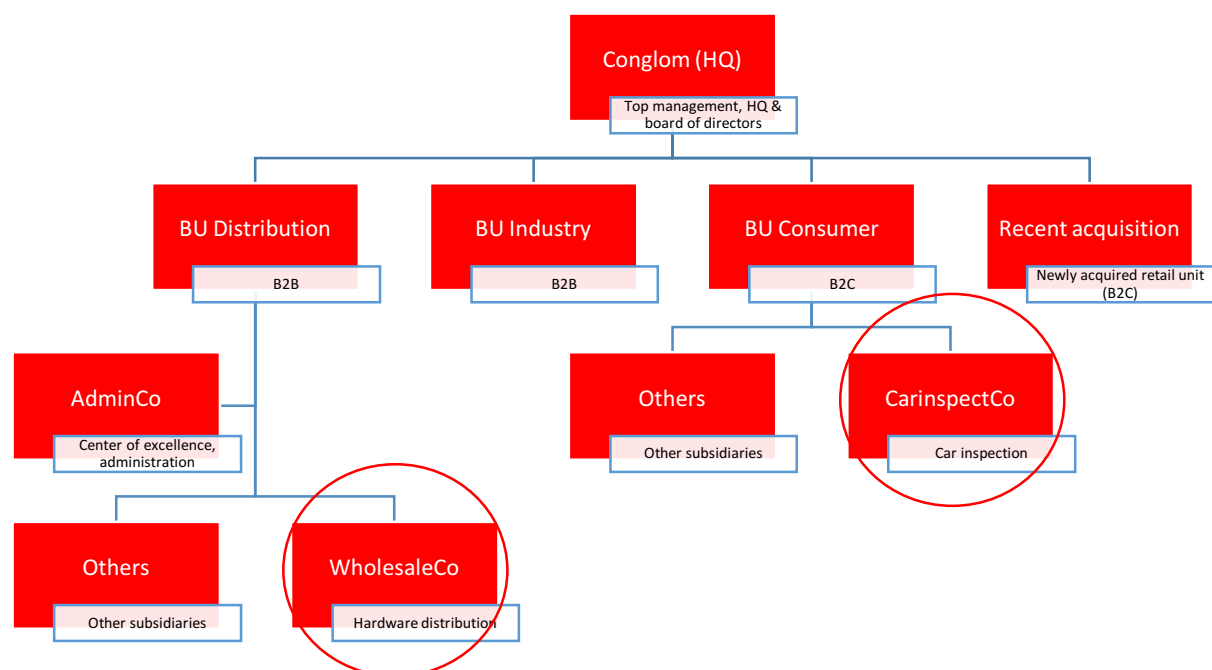 Conglom (HQ)
Top management, HQ &
board of directors
BU Distribution
B2B
BU Industry
B2B
BU Consumer
B2C
Recent acquisition
Newly acquired retail unit
(B2C)
AdminCo
Center of excellence,
administration
Others
Other subsidiaries
CarinspectCo
Car inspection
Others
Other subsidiaries
WholesaleCo
Hardware distribution